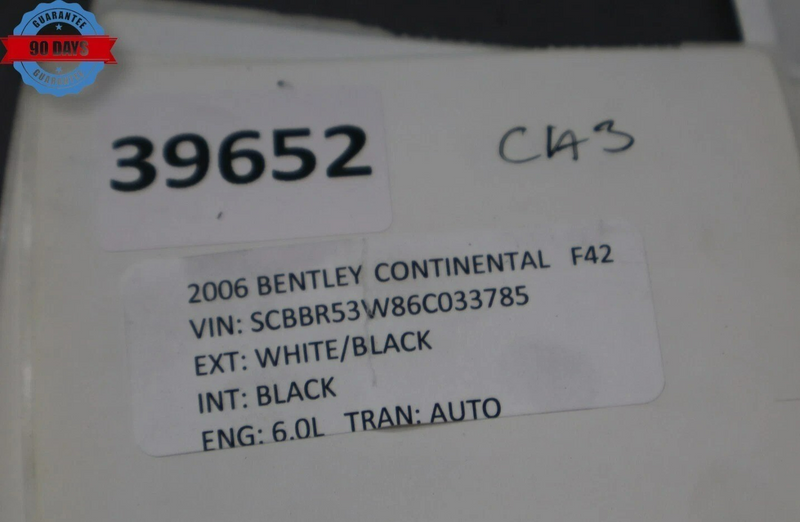 GUARANTEE
90 DAYS
GUARANTEE
39652
CA3
2006 BENTLEY CONTINENTAL F42
VIN: SCBBR53W86C033785
EXT: WHITE/BLACK
INT: BLACK
ENG: 6.0L TRAN: AUTO